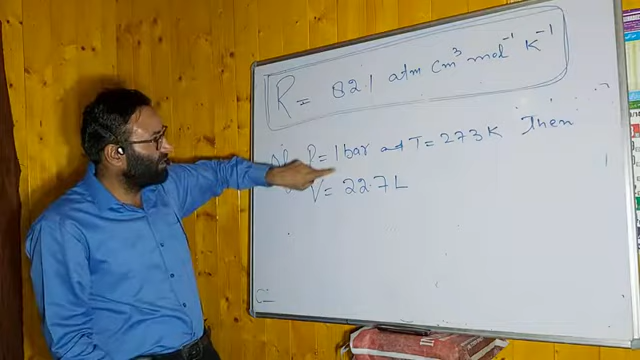 R = 82.1 atm cm³ mol⁻¹ K⁻¹
P = 1 bar and T = 273 K Then
V = 22.7 L